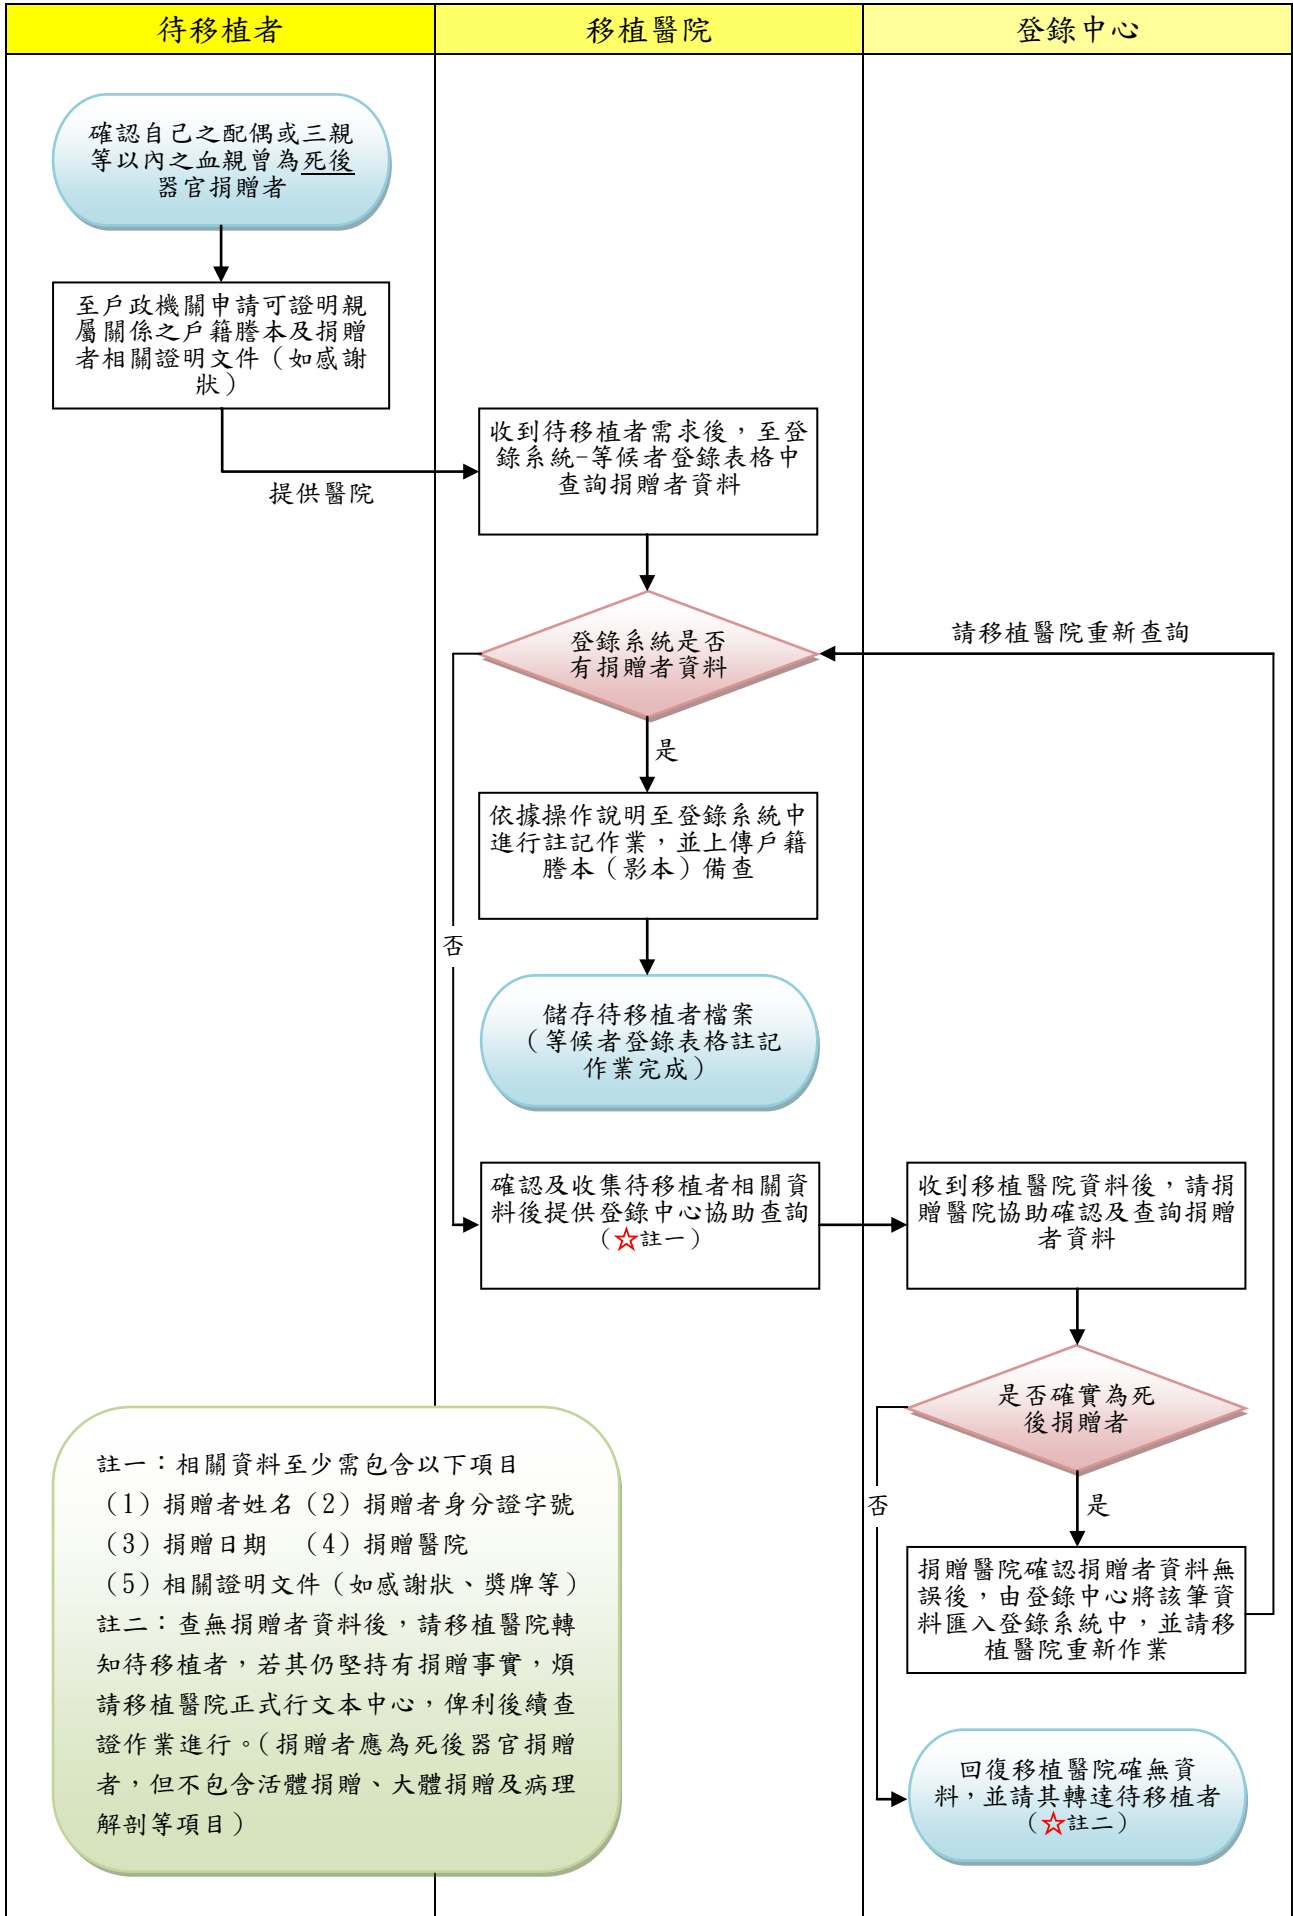 待移植者
移植醫院
登錄中心
確認自己之配偶或三親
等以內之血親曾為死後
器官捐贈者
至戶政機關申請可證明親
屬關係之戶籍謄本及捐贈
者相關證明文件（如感謝
狀）
提供醫院
收到待移植者需求後，至登
錄系統-等候者登錄表格中
查詢捐贈者資料
登錄系統是否
有捐贈者資料
請移植醫院重新查詢
是
依據操作說明至登錄系統中
進行註記作業，並上傳戶籍
謄本（影本）備查
否
儲存待移植者檔案
（等候者登錄表格註記
作業完成）
確認及收集待移植者相關資
料後提供登錄中心協助查詢
（☆註一）
收到移植醫院資料後，請捐
贈醫院協助確認及查詢捐贈
者資料
是否確實為死
後捐贈者
否
是
捐贈醫院確認捐贈者資料無
誤後，由登錄中心將該筆資
料匯入登錄系統中，並請移
植醫院重新作業
回復移植醫院確無資
料，並請其轉達待移植者
（☆註二）
註一：相關資料至少需包含以下項目
（1）捐贈者姓名（2）捐贈者身分證字號
（3）捐贈日期　（4）捐贈醫院
（5）相關證明文件（如感謝狀、獎牌等）
註二：查無捐贈者資料後，請移植醫院轉
知待移植者，若其仍堅持有捐贈事實，煩
請移植醫院正式行文本中心，俾利後續查
證作業進行。（捐贈者應為死後器官捐贈
者，但不包含活體捐贈、大體捐贈及病理
解剖等項目）